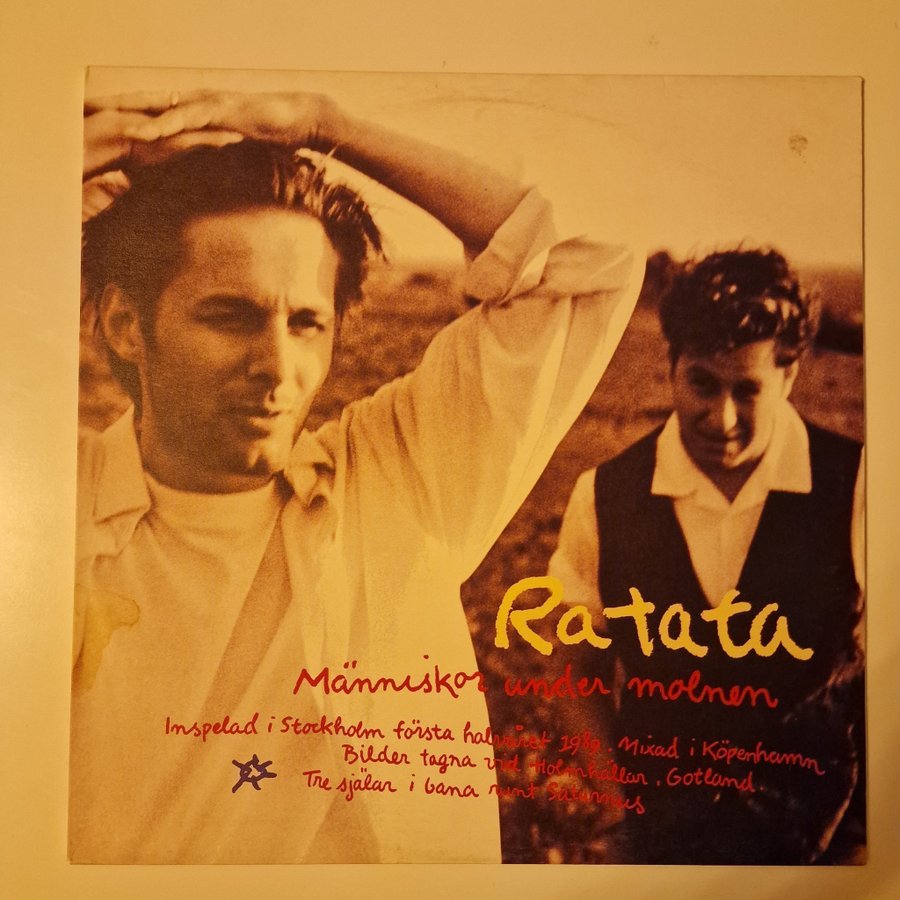 Ratata
Människor under molnen
Inspelad i Stockholm första halvåret 1989. Mixad i Köpenhamn
Bilder tagna vid Holmhällar. Gotland.
Tre själar i bana runt Saturnus